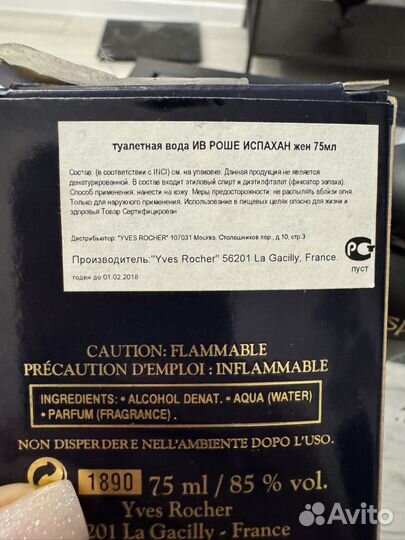 туалетная вода ИВ РОШЕ ИСПАХАН жен 75мл
Состав: (в соответствии с INCI) см. на упаковке. Данная продукция не является
денатурированной. В состав входит этиловый спирт и диэтилфталат (фиксатор запаха).
Способ применения: нанести на кожу. Меры предосторожности: не распылять вблизи огня.
Только для наружного применения. Использование в пищевых целях опасно для жизни и
здоровья Товар Сертифицирован
Дистрибьютор: "YVES ROCHER" 107031 Москва. Столешников пер., д.10, стр.3
Производитель:"Yves Rocher" 56201 La Gacilly, France.
годен до 01.02.2018
РСТ
пуст
CAUTION: FLAMMABLE
PRÉCAUTION D'EMPLOI : INFLAMMABLE
INGREDIENTS: • ALCOHOL DENAT. • AQUA (WATER)
• PARFUM (FRAGRANCE).
NON DISPERDERE NELL'AMBIENTE DOPO L'USO.
1890 75 ml / 85 % vol.
Yves Rocher
201 La Gacilly - France
Avito